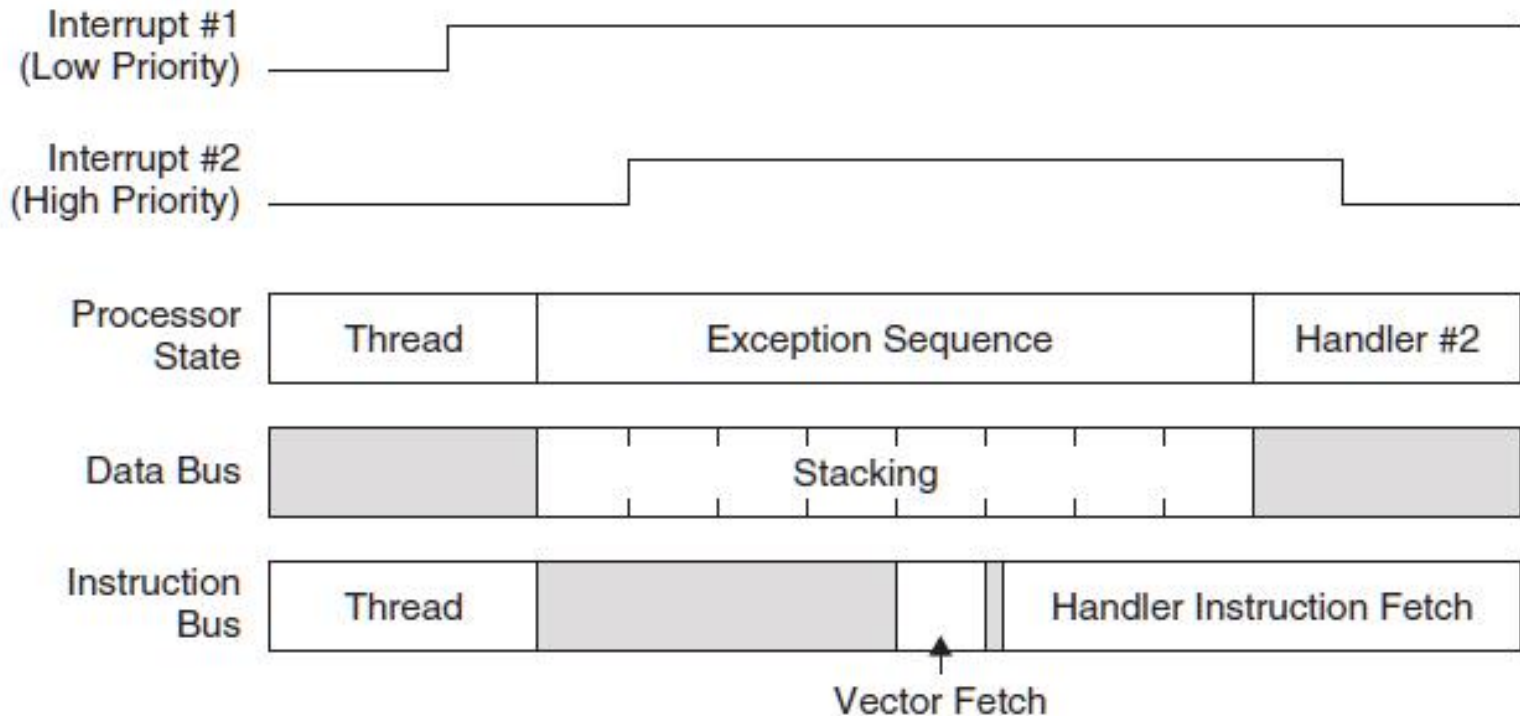 Interrupt #1
(Low Priority)
Interrupt #2
(High Priority)
Processor
State
Thread
Exception Sequence
Handler #2
Data Bus
Stacking
Instruction
Bus
Thread
Handler Instruction Fetch
Vector Fetch